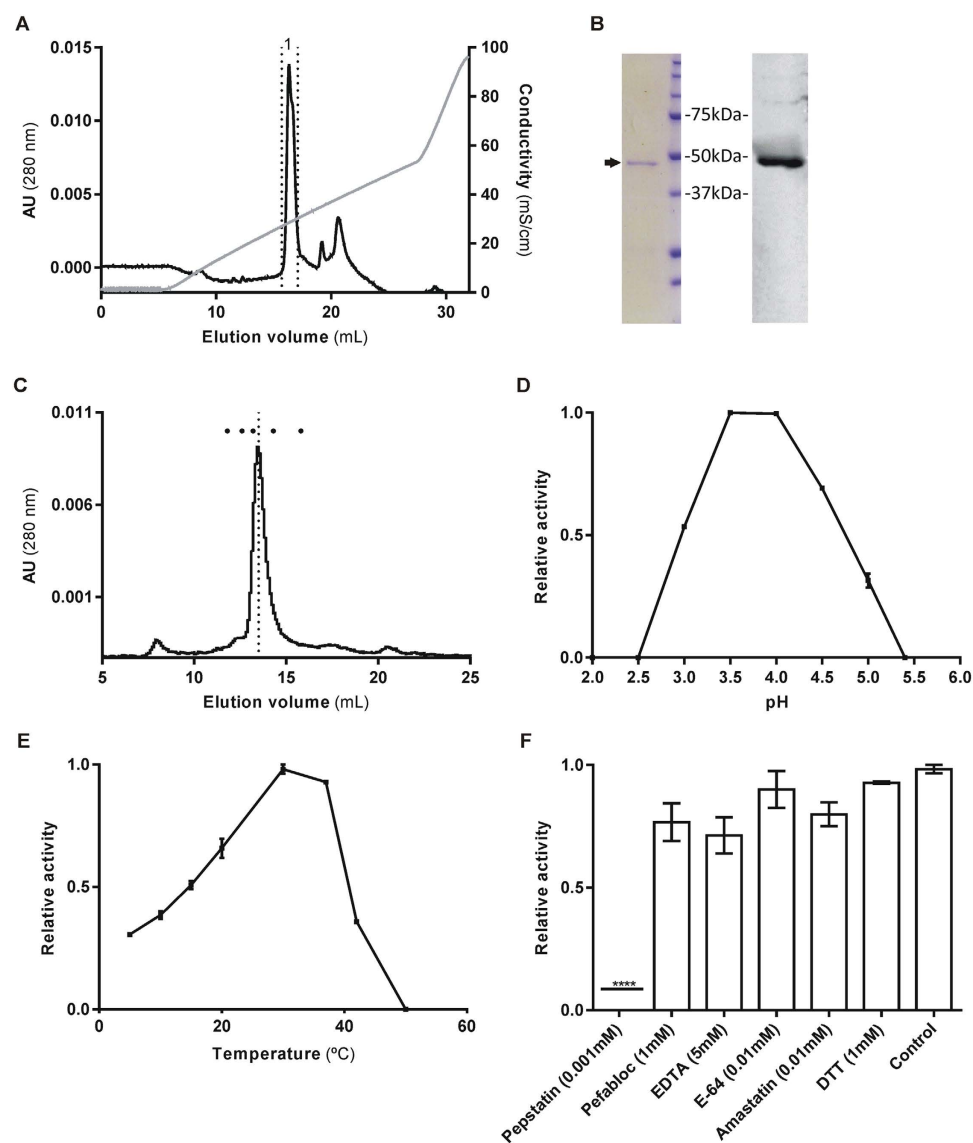 A
0.015
0.010
0.005
0.000
AU (280 nm)
1
100
80
60
40
20
0
Conductivity (mS/cm)
0
10
20
30
Elution volume (mL)
B
-75kDa-
-50kDa-
-37kDa-
C
0.011
0.006
0.001
AU (280 nm)
5
10
15
20
25
Elution volume (mL)
D
1.0
0.5
0.0
Relative activity
2.0
2.5
3.0
3.5
4.0
4.5
5.0
5.5
6.0
pH
E
1.0
0.5
0.0
Relative activity
0
20
40
60
Temperature (ºC)
F
1.0
0.5
0.0
Relative activity
****
Pepstatin (0.001mM)
Pefabloc (1mM)
EDTA (5mM)
E-64 (0.01mM)
Amastatin (0.01mM)
DTT (1mM)
Control